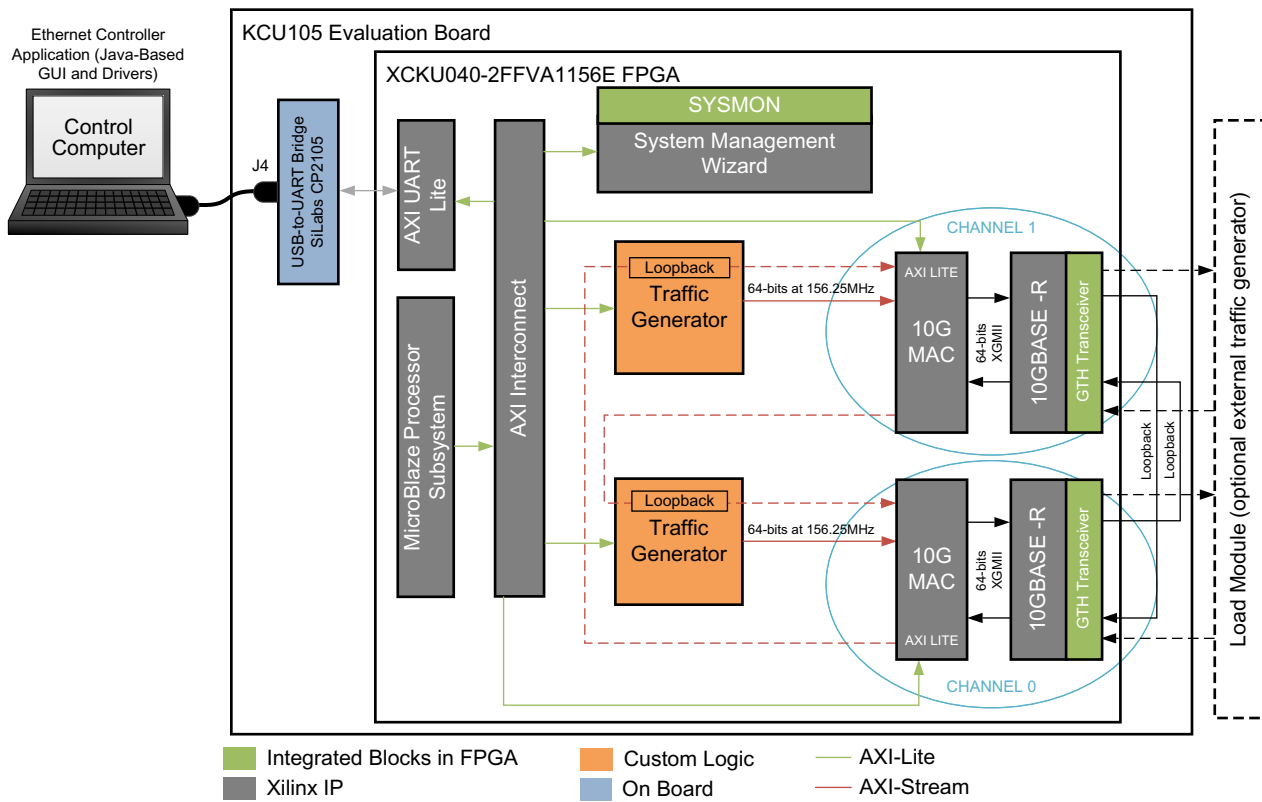 Ethernet Controller
Application (Java-Based
GUI and Drivers)
Control
Computer
J4
KCU105 Evaluation Board
USB-to-UART Bridge
SiLabs CP2105
XCKU040-2FFVA1156E FPGA
AXI UART
Lite
MicroBlaze Processor
Subsystem
AXI Interconnect
SYSMON
System Management
Wizard
Loopback
Traffic
Generator
64-bits at 156.25MHz
CHANNEL 1
AXI LITE
10G
MAC
64-bits
XGMII
10GBASE -R
GTH Transceiver
Loopback
Loopback
Loopback
Traffic
Generator
64-bits at 156.25MHz
10G
MAC
AXI LITE
64-bits
XGMII
10GBASE -R
GTH Transceiver
CHANNEL 0
Load Module (optional external traffic generator)
Integrated Blocks in FPGA
Custom Logic
AXI-Lite
Xilinx IP
On Board
AXI-Stream